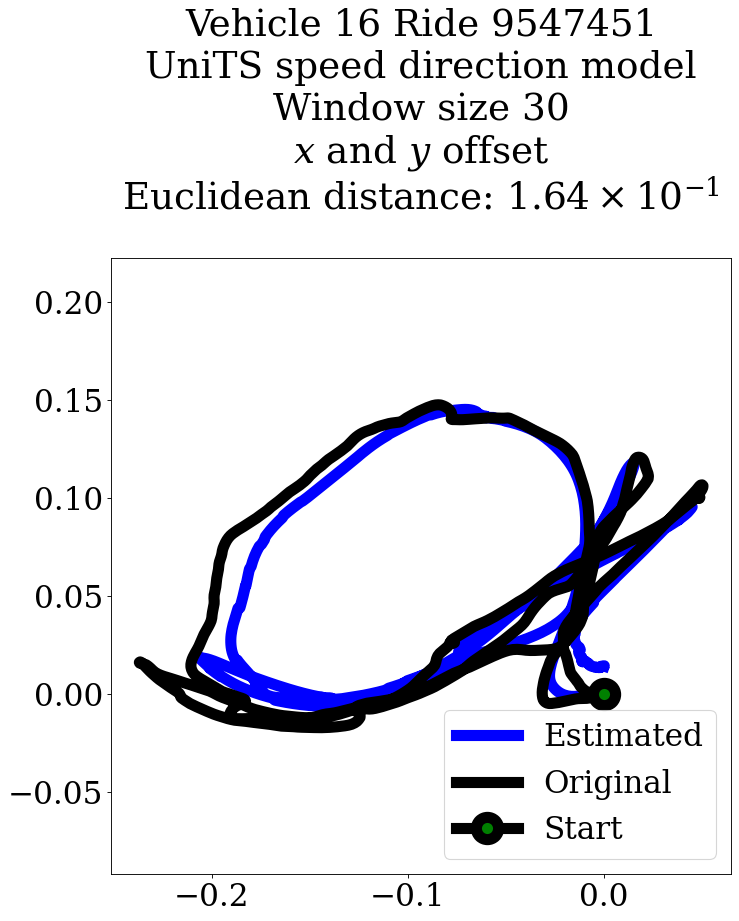 Vehicle 16 Ride 9547451
UniTS speed direction model
Window size 30
x and y offset
Euclidean distance: 1.64 × 10⁻¹
0.20
0.15
0.10
0.05
0.00
−0.05
−0.2
−0.1
0.0
Estimated
Original
Start